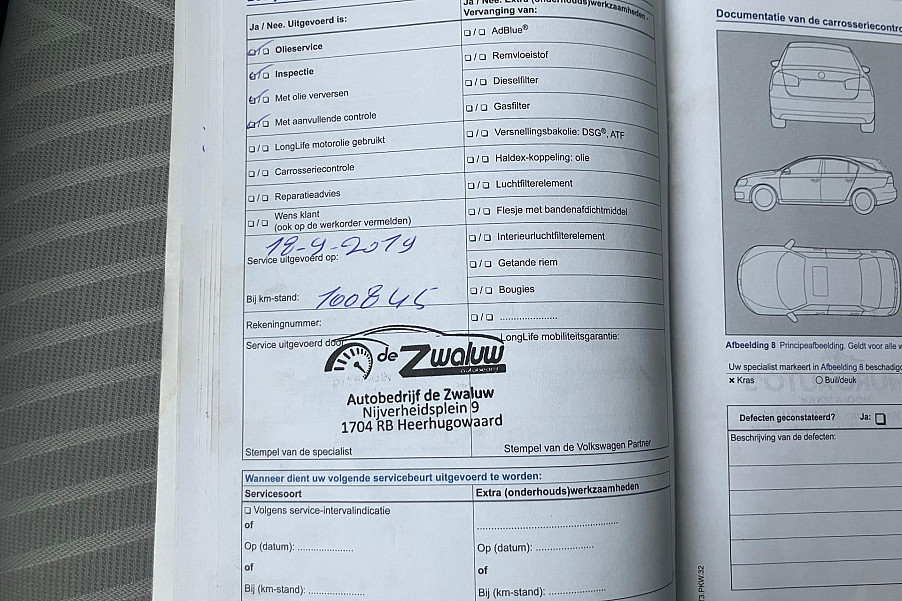 Ja / Nee. Uitgevoerd is:
☑/☐ Olieservice
☑/☐ Inspectie
☑/☐ Met olie verversen
☑/☐ Met aanvullende controle
☐/☐ LongLife motorolie gebruikt
☐/☐ Carrosseriecontrole
☐/☐ Reparatieadvies
☐/☐ Wens klant
(ook op de werkorder vermelden)
18-9-2019
Service uitgevoerd op:
Bij km-stand: 100845
Rekeningnummer:
Service uitgevoerd door
de Zwaluw
autobedrijf
Autobedrijf de Zwaluw
Nijverheidsplein 9
1704 RB Heerhugowaard
Stempel van de specialist
Ja / Nee. Extra (onderhouds)werkzaamheden.
Vervanging van:
☐/☐ AdBlue®
☐/☐ Remvloeistof
☐/☐ Dieselfilter
☐/☐ Gasfilter
☐/☐ Versnellingsbakolie: DSG®, ATF
☐/☐ Haldex-koppeling: olie
☐/☐ Luchtfilterelement
☐/☐ Flesje met bandenafdichtmiddel
☐/☐ Interieurluchtfilterelement
☐/☐ Getande riem
☐/☐ Bougies
☐/☐ ....................
LongLife mobiliteitsgarantie:
Stempel van de Volkswagen Partner
Wanneer dient uw volgende servicebeurt uitgevoerd te worden:
Servicesoort
☐ Volgens service-intervalindicatie
of
Op (datum): ....................
of
Bij (km-stand): ....................
Extra (onderhouds)werkzaamheden
..................................................
Op (datum): ....................
of
Bij (km-stand): ....................
Documentatie van de carrosseriecontro
Afbeelding 8 Principeafbeelding. Geldt voor alle
Uw specialist markeert in Afbeelding 8 beschadig
× Kras ○ Buil/deuk
Defecten geconstateerd? Ja: ☐
Beschrijving van de defecten:
T3.PKW.32